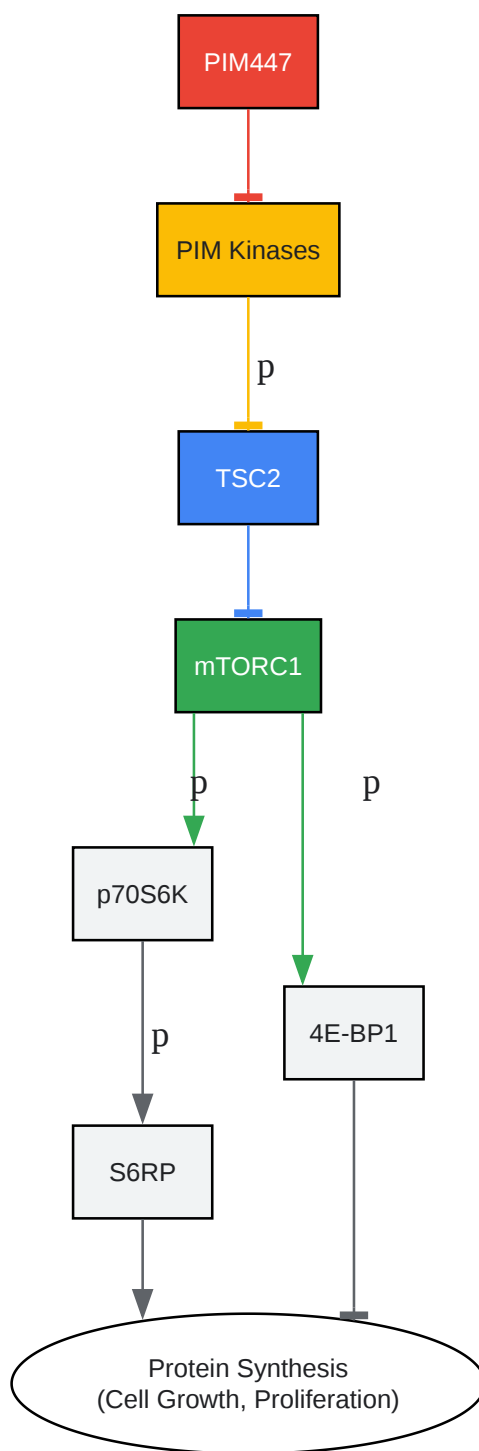 PIM447
PIM Kinases
p
TSC2
mTORC1
p
p
p70S6K
4E-BP1
p
S6RP
Protein Synthesis
(Cell Growth, Proliferation)